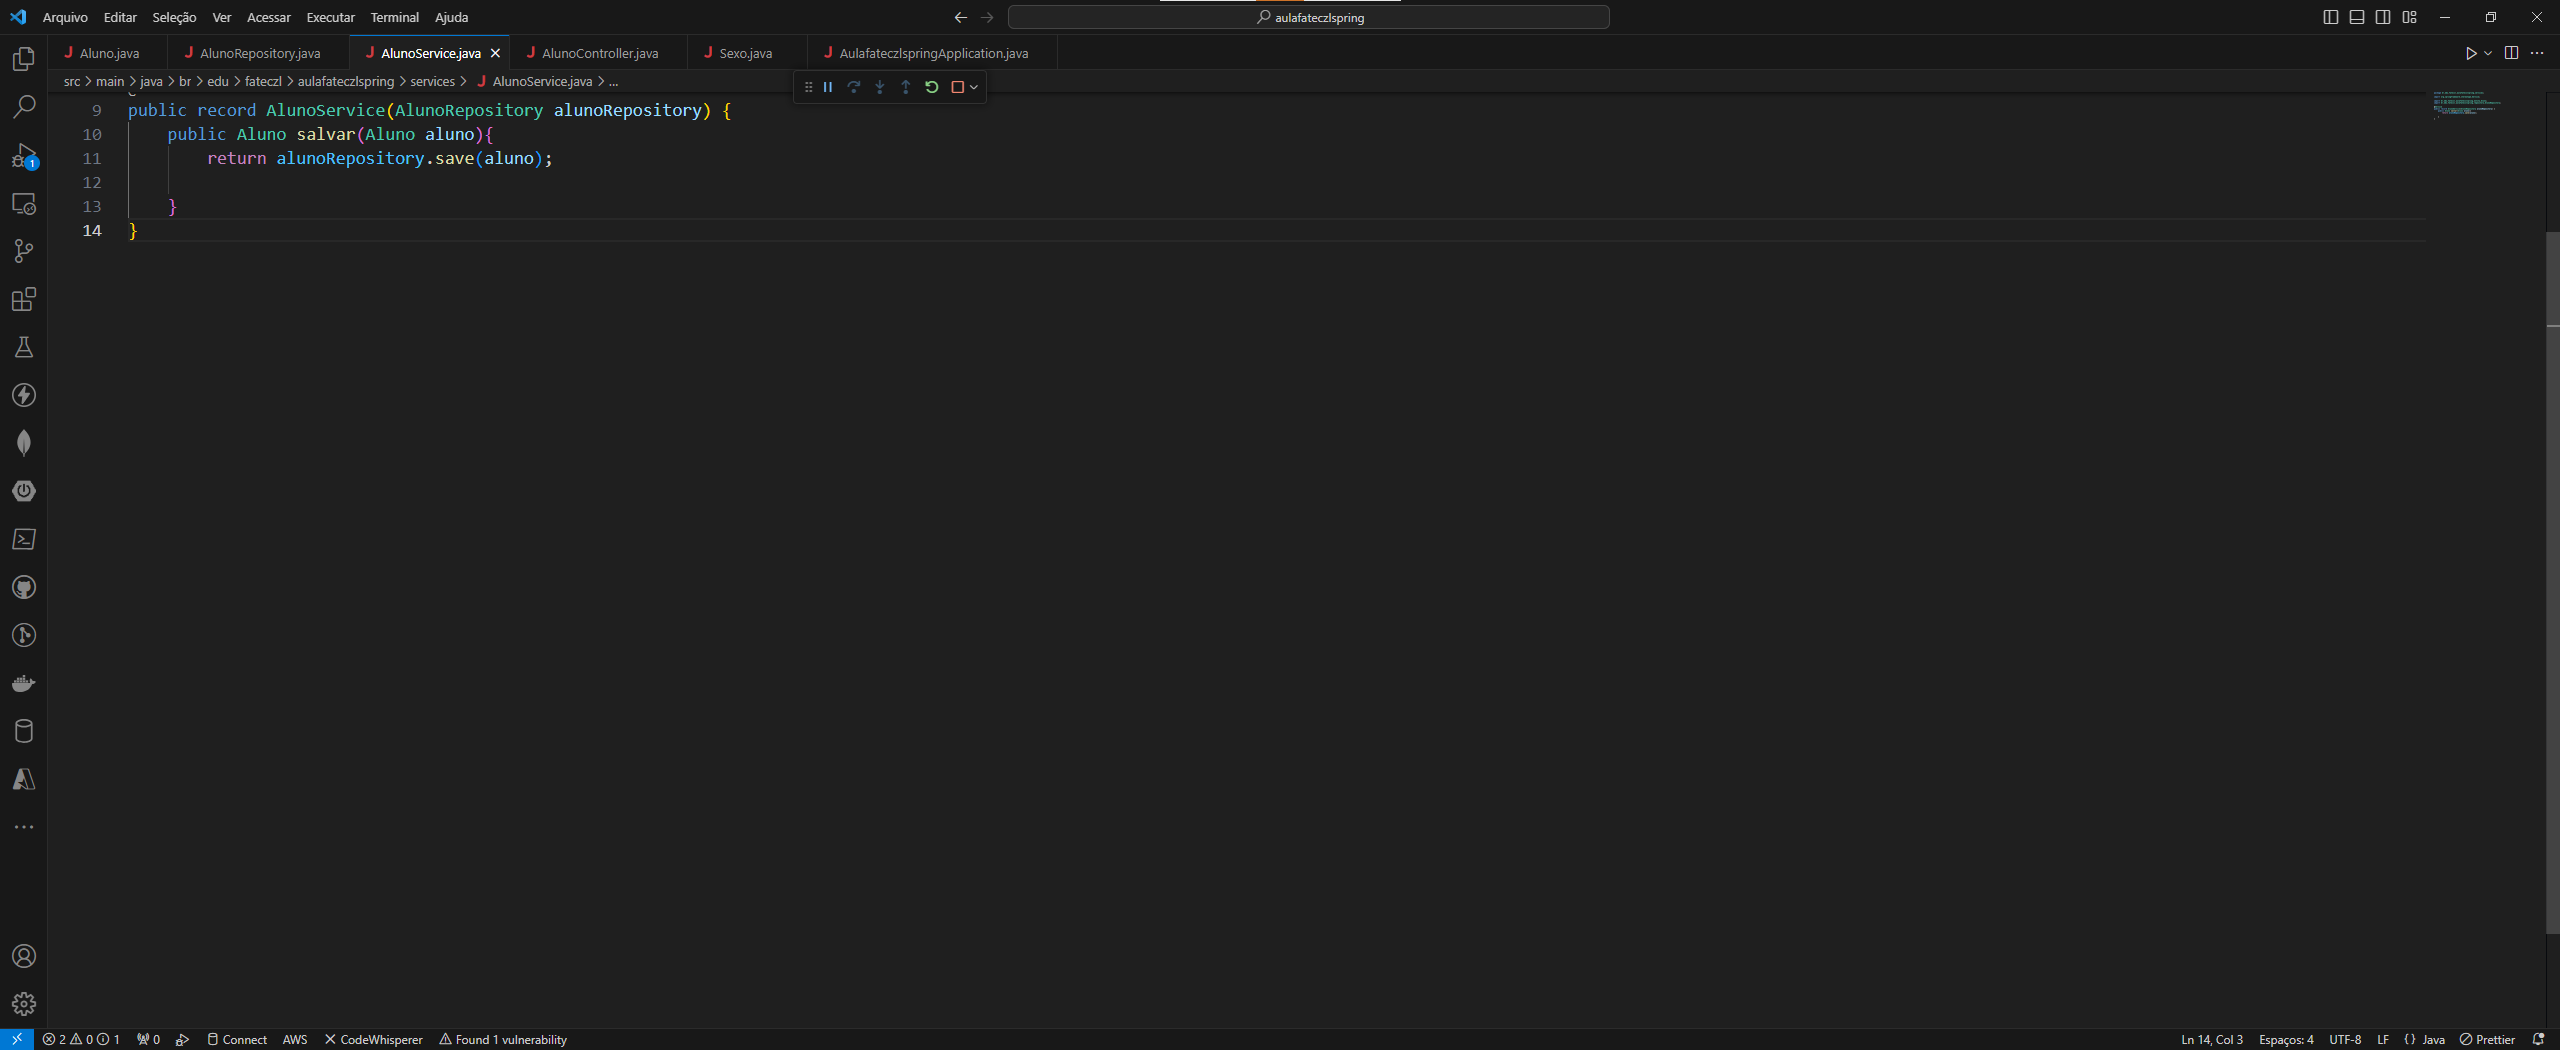 Arquivo Editar Seleção Ver Acessar Executar Terminal Ajuda aulafateczlspring
Aluno.java AlunoRepository.java AlunoService.java AlunoController.java Sexo.java AulafateczlspringApplication.java
src > main > java > br > edu > fateczl > aulafateczlspring > services > AlunoService.java > ...
9 public record AlunoService(AlunoRepository alunoRepository) {
10 public Aluno salvar(Aluno aluno){
11 return alunoRepository.save(aluno);
12
13 }
14 }
1
2 0 1 0 Connect AWS CodeWhisperer Found 1 vulnerability Ln 14, Col 3 Espaços: 4 UTF-8 LF {} Java Prettier